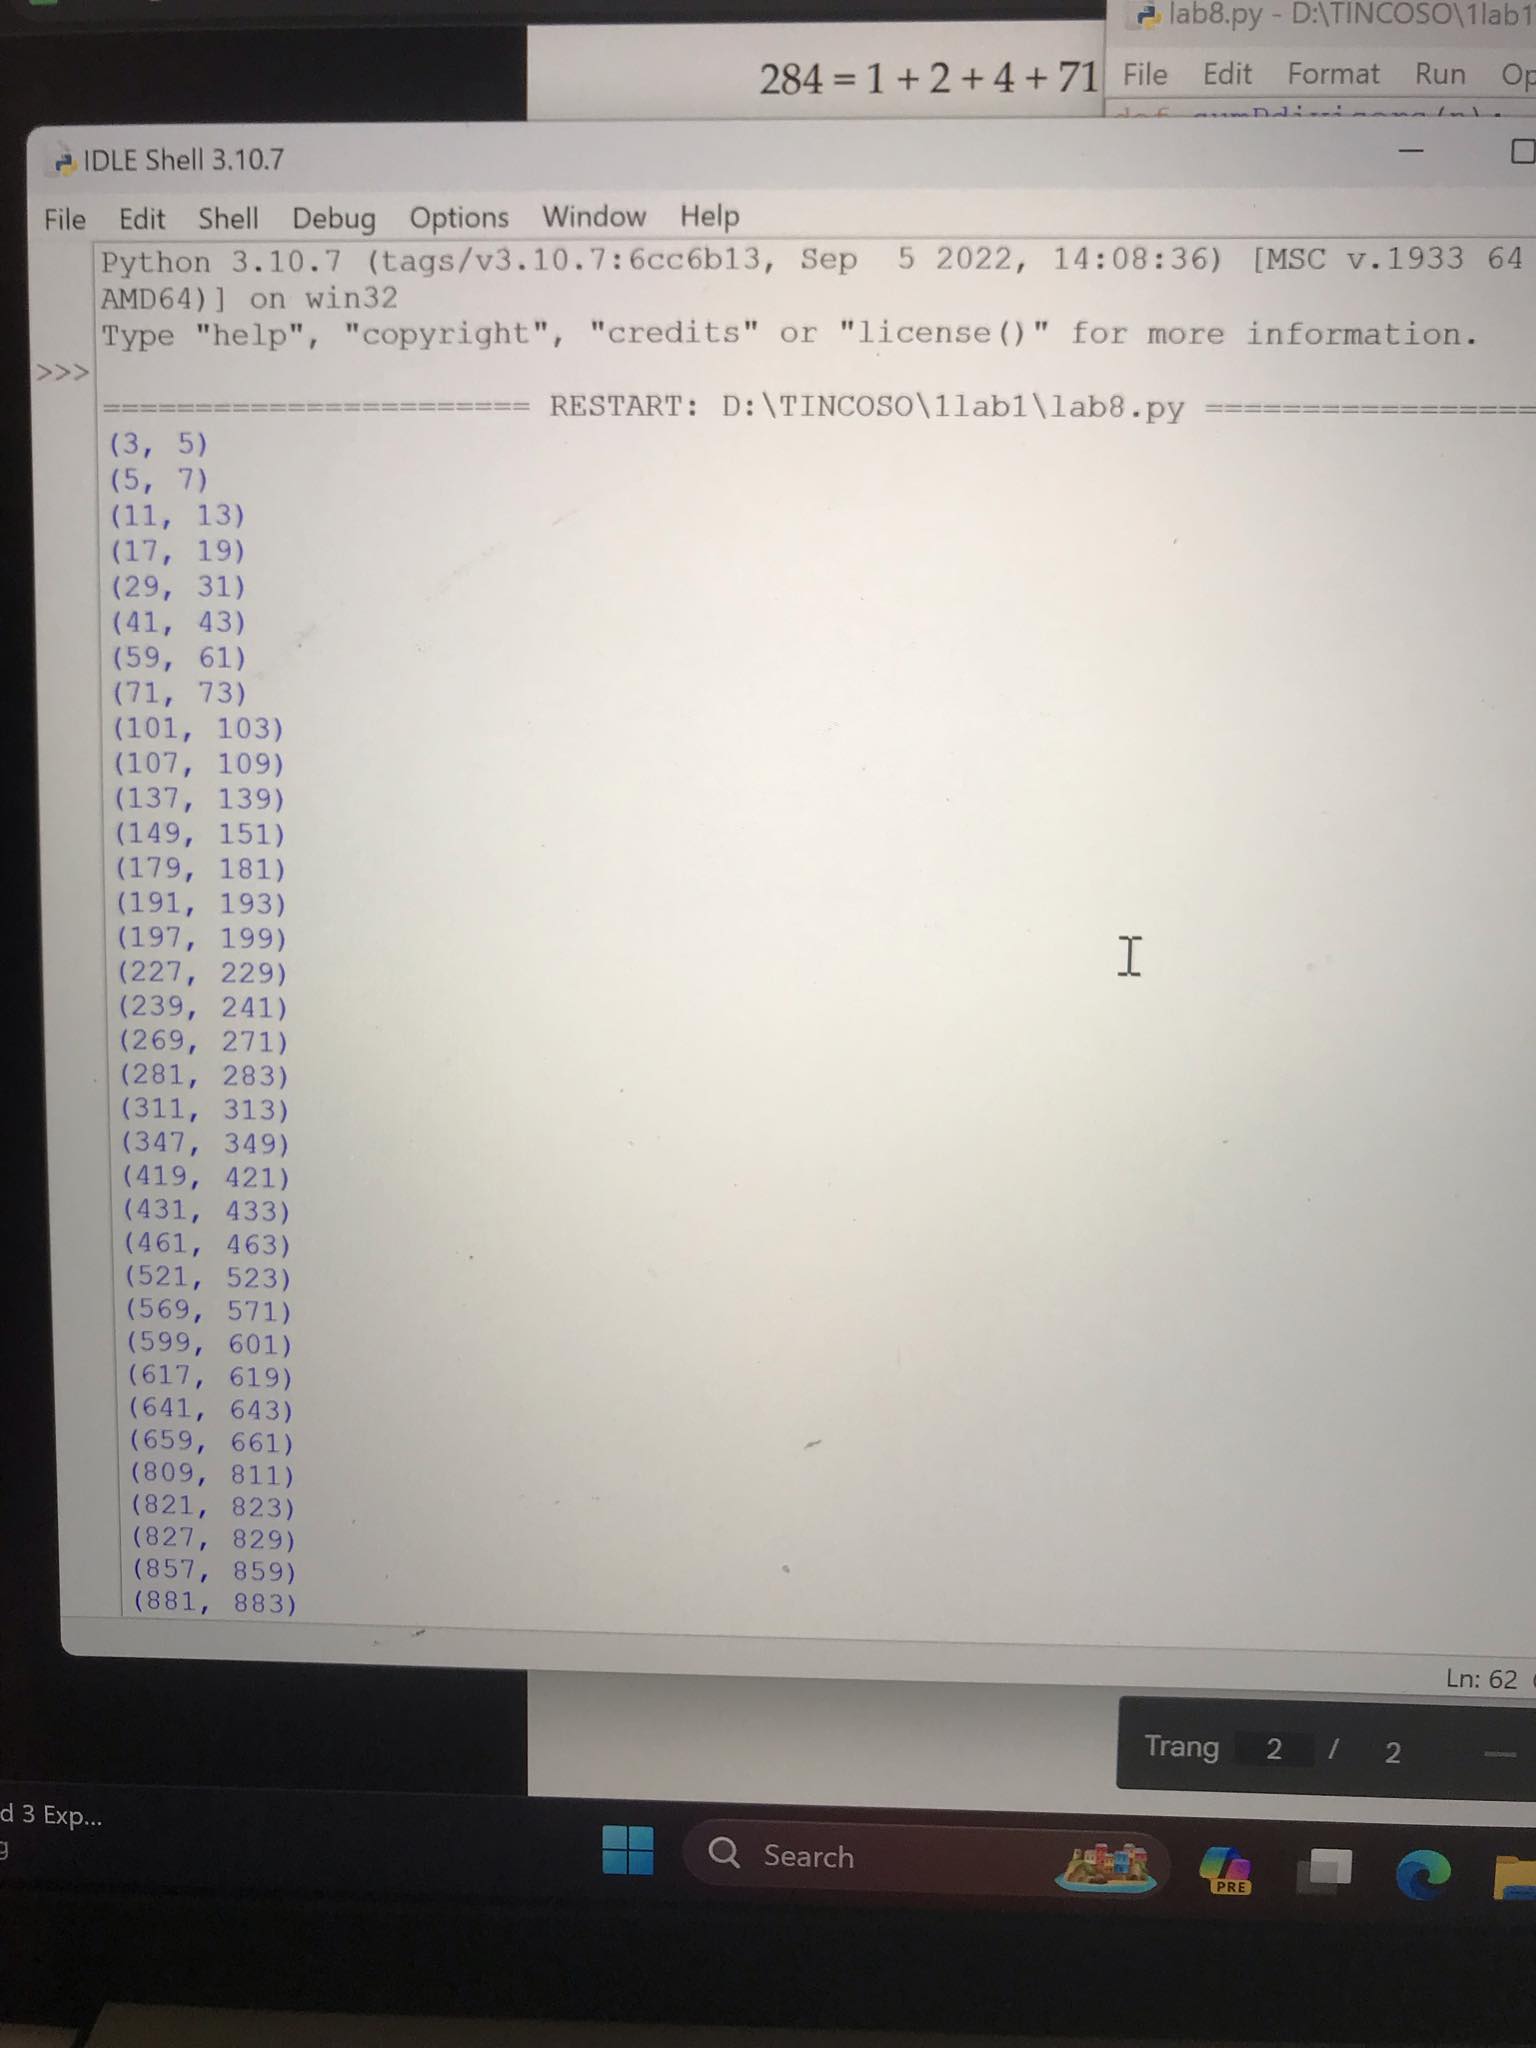 lab8.py - D:\TINCOSO\1lab1
284 = 1 + 2 + 4 + 71
File Edit Format Run Op
IDLE Shell 3.10.7
File Edit Shell Debug Options Window Help
Python 3.10.7 (tags/v3.10.7:6cc6b13, Sep 5 2022, 14:08:36) [MSC v.1933 64
AMD64)] on win32
Type "help", "copyright", "credits" or "license()" for more information.
>>>
======================= RESTART: D:\TINCOSO\1lab1\lab8.py ==================
(3, 5)
(5, 7)
(11, 13)
(17, 19)
(29, 31)
(41, 43)
(59, 61)
(71, 73)
(101, 103)
(107, 109)
(137, 139)
(149, 151)
(179, 181)
(191, 193)
(197, 199)
(227, 229)
(239, 241)
(269, 271)
(281, 283)
(311, 313)
(347, 349)
(419, 421)
(431, 433)
(461, 463)
(521, 523)
(569, 571)
(599, 601)
(617, 619)
(641, 643)
(659, 661)
(809, 811)
(821, 823)
(827, 829)
(857, 859)
(881, 883)
Ln: 62
Trang 2 / 2
d 3 Exp...
Search
PRE